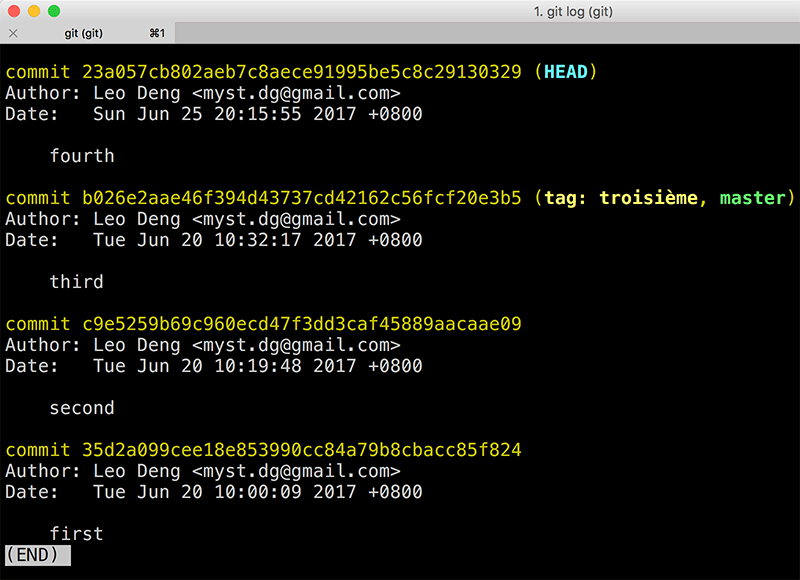 1. git log (git)
git (git) ⌘1
commit 23a057cb802aeb7c8aece91995be5c8c29130329 (HEAD)
Author: Leo Deng <myst.dg@gmail.com>
Date:   Sun Jun 25 20:15:55 2017 +0800
    fourth
commit b026e2aae46f394d43737cd42162c56fcf20e3b5 (tag: troisième, master)
Author: Leo Deng <myst.dg@gmail.com>
Date:   Tue Jun 20 10:32:17 2017 +0800
    third
commit c9e5259b69c960ecd47f3dd3caf45889aacaae09
Author: Leo Deng <myst.dg@gmail.com>
Date:   Tue Jun 20 10:19:48 2017 +0800
    second
commit 35d2a099cee18e853990cc84a79b8cbacc85f824
Author: Leo Deng <myst.dg@gmail.com>
Date:   Tue Jun 20 10:00:09 2017 +0800
    first
(END)